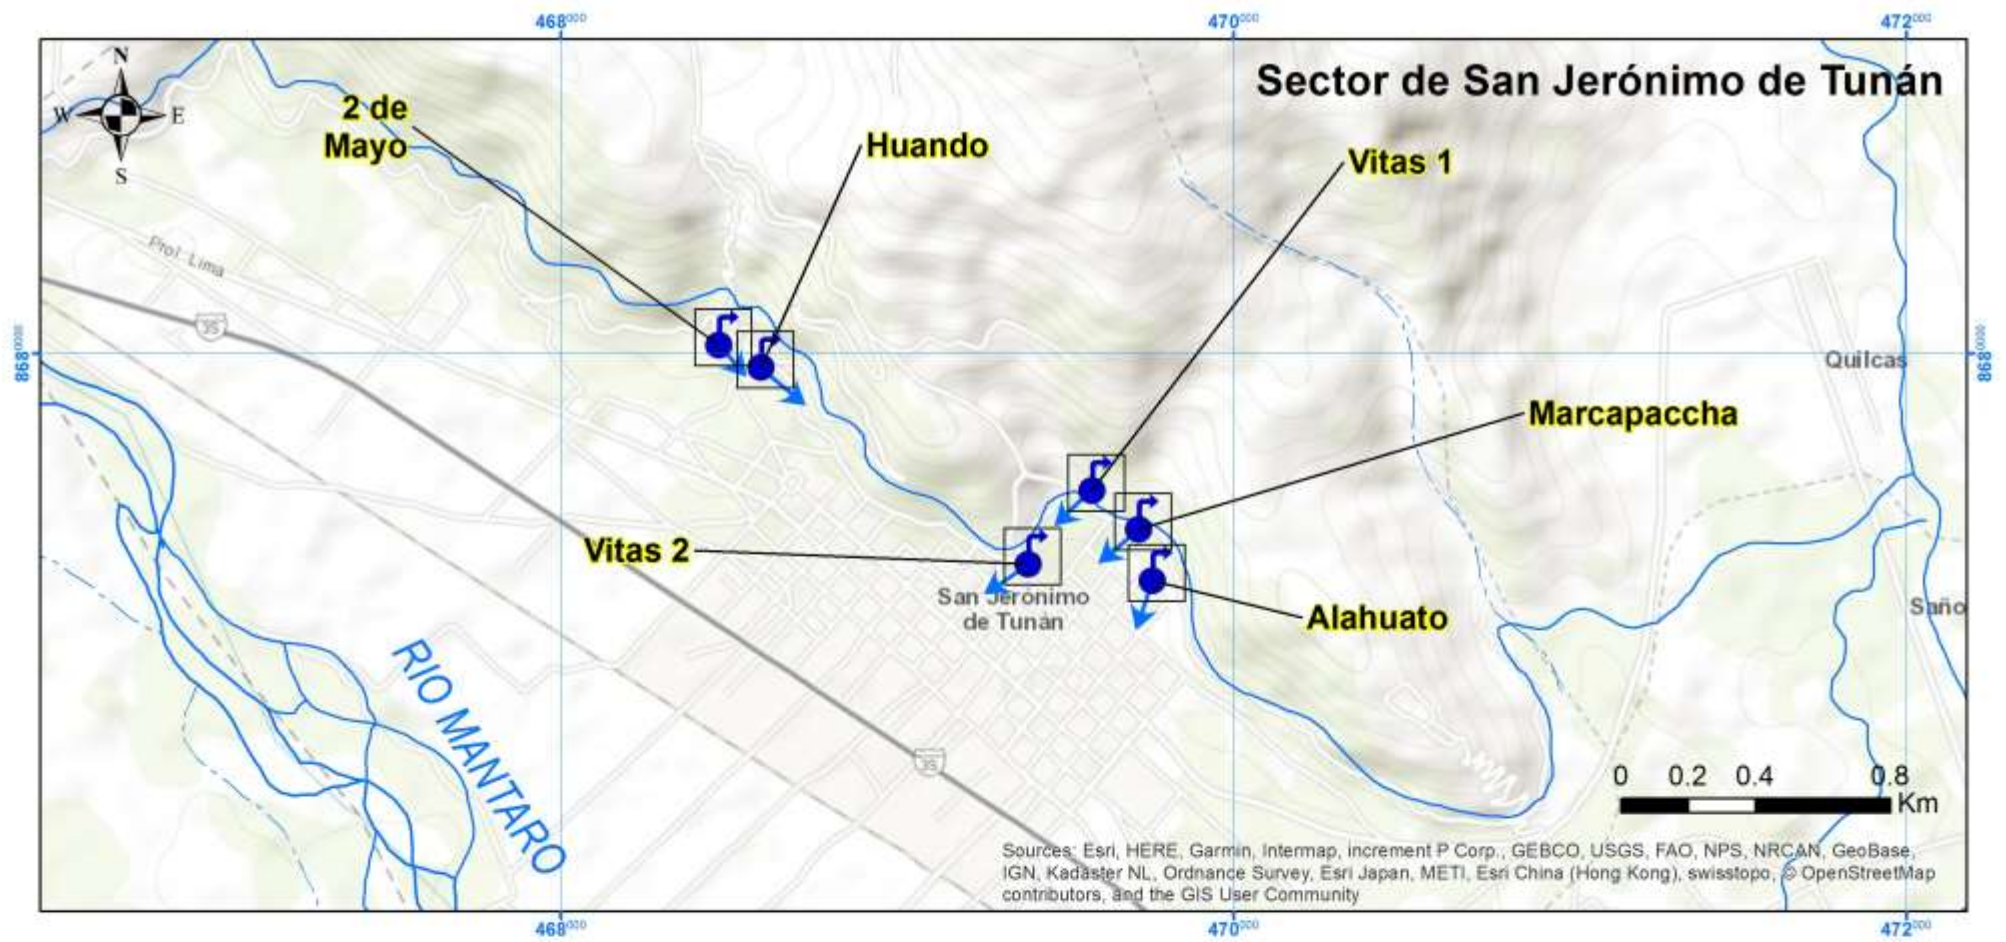 468000
470000
472000
Sector de San Jerónimo de Tunán
N
W
E
S
2 de
Mayo
Huando
Vitas 1
Prol Lima
35
8680000
8680000
Quilcas
Marcapaccha
Vitas 2
San Jerónimo
de Tunán
Alahuato
Saño
RIO MANTARO
35
0 0.2 0.4 0.8
Km
Sources: Esri, HERE, Garmin, Intermap, increment P Corp., GEBCO, USGS, FAO, NPS, NRCAN, GeoBase,
IGN, Kadaster NL, Ordnance Survey, Esri Japan, METI, Esri China (Hong Kong), swisstopo, © OpenStreetMap
contributors, and the GIS User Community
468000
470000
472000